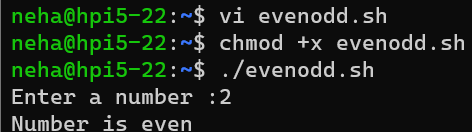 neha@hpi5-22:~$ vi evenodd.sh
neha@hpi5-22:~$ chmod +x evenodd.sh
neha@hpi5-22:~$ ./evenodd.sh
Enter a number :2
Number is even